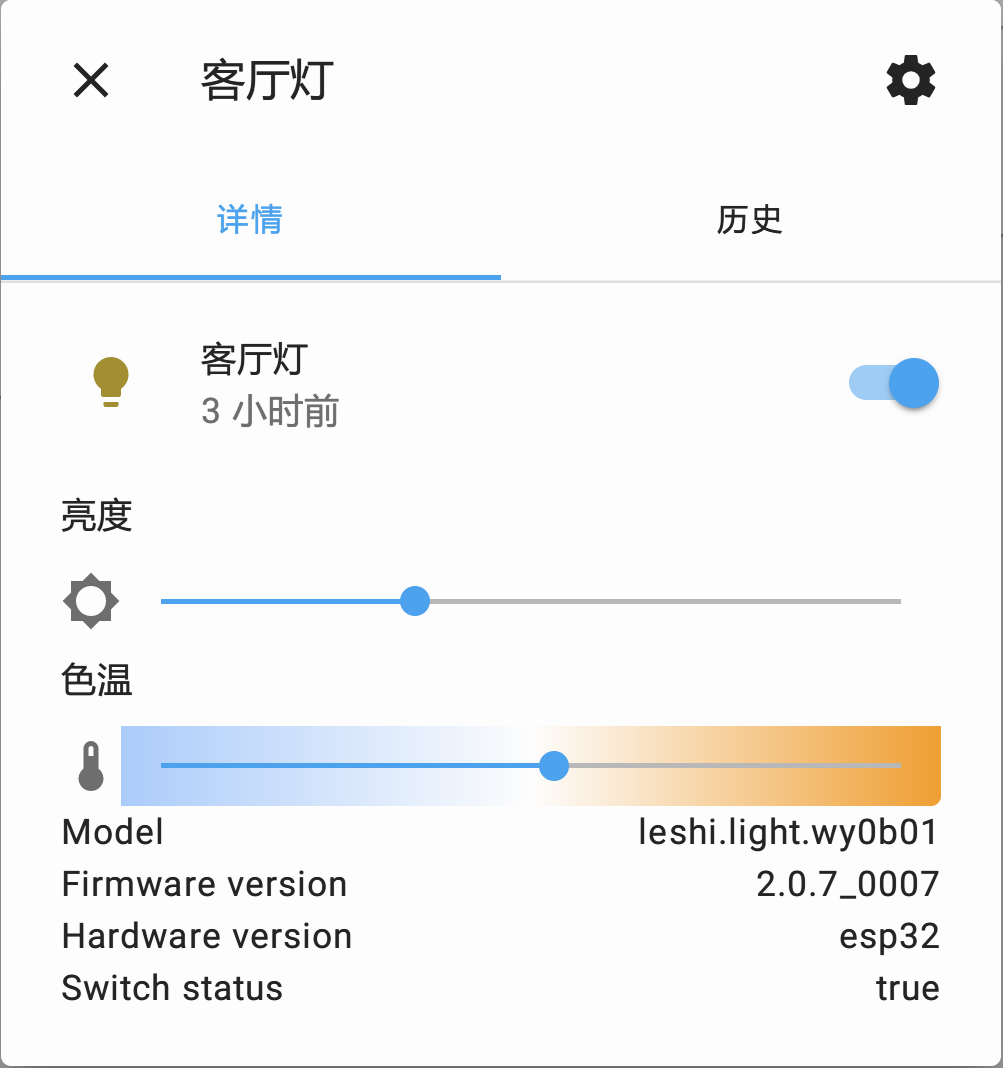 客厅灯
详情 历史
客厅灯
3 小时前
亮度
色温
Model leshi.light.wy0b01
Firmware version 2.0.7_0007
Hardware version esp32
Switch status true